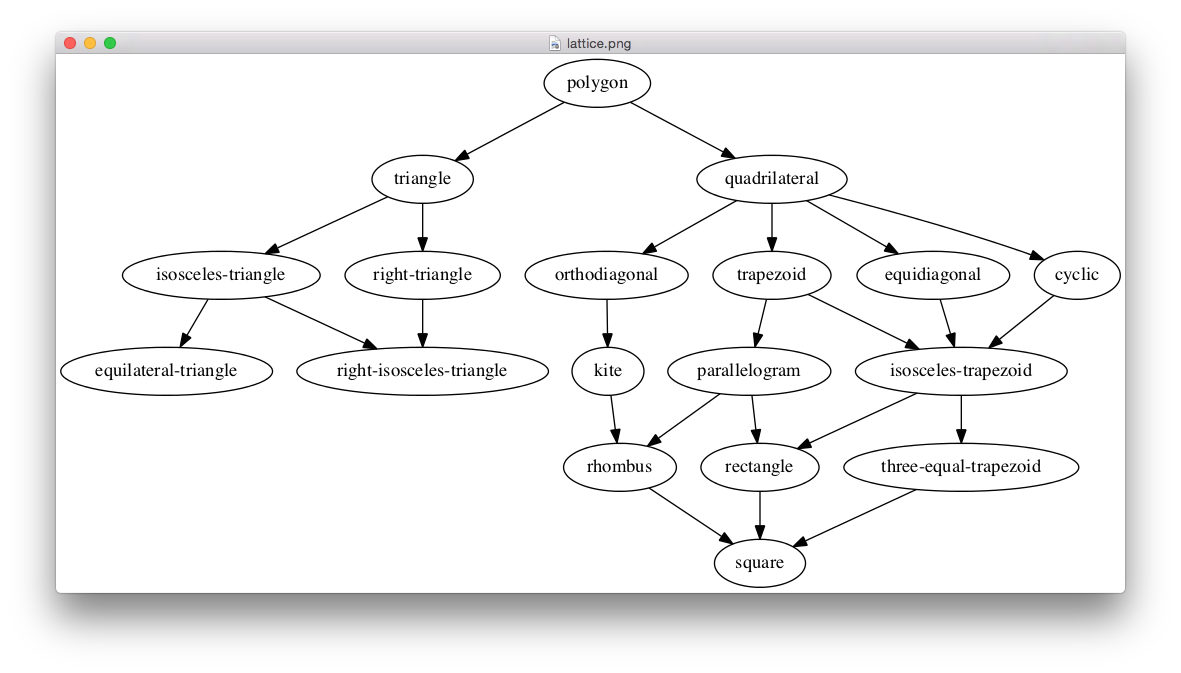 lattice.png
polygon
triangle
quadrilateral
isosceles-triangle
right-triangle
orthodiagonal
trapezoid
equidiagonal
cyclic
equilateral-triangle
right-isosceles-triangle
kite
parallelogram
isosceles-trapezoid
rhombus
rectangle
three-equal-trapezoid
square